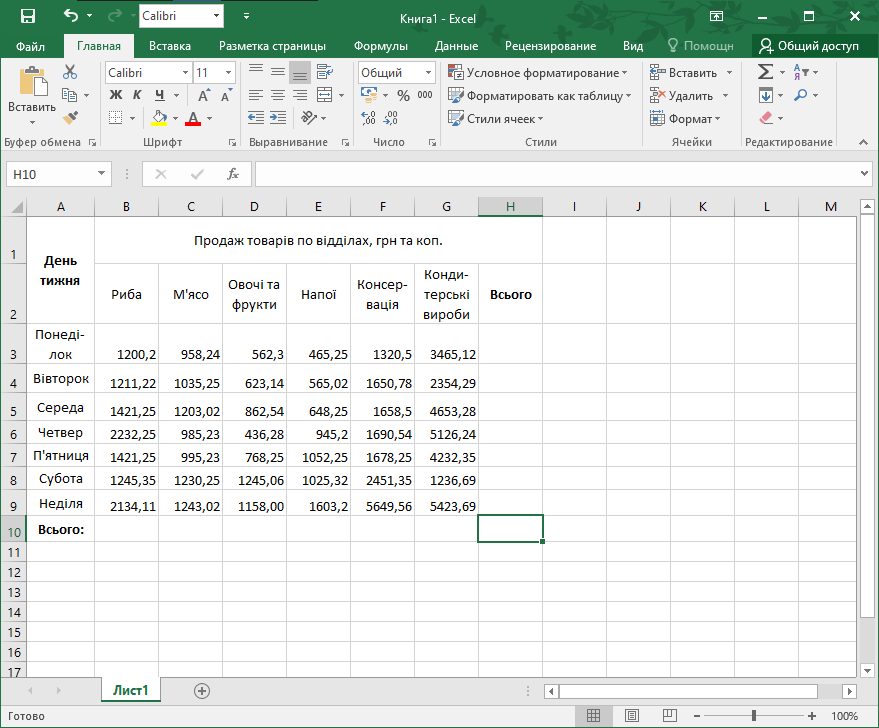 Calibri
Книга1 - Excel
Файл Главная Вставка Разметка страницы Формулы Данные Рецензирование Вид Помощн Общий доступ
Вставить
Calibri 11
Ж К Ч
Общий
% 000
Условное форматирование
Форматировать как таблицу
Стили ячеек
Вставить
Удалить
Формат
Буфер обмена Шрифт Выравнивание Число Стили Ячейки Редактирование
H10 fx
A B C D E F G H I J K L M
1 День тижня Продаж товарів по відділах, грн та коп.
2 Риба М'ясо Овочі та фрукти Напої Консер-вація Конди-терські вироби Всього
3 Понеді-лок 1200,2 958,24 562,3 465,25 1320,5 3465,12
4 Вівторок 1211,22 1035,25 623,14 565,02 1650,78 2354,29
5 Середа 1421,25 1203,02 862,54 648,25 1658,5 4653,28
6 Четвер 2232,25 985,23 436,28 945,2 1690,54 5126,24
7 П'ятниця 1421,25 995,23 768,25 1052,25 1678,25 4232,35
8 Субота 1245,35 1230,25 1245,06 1025,32 2451,35 1236,69
9 Неділя 2134,11 1243,02 1158,00 1603,2 5649,56 5423,69
10 Всього:
11
12
13
14
15
16
17
Лист1
Готово 100%